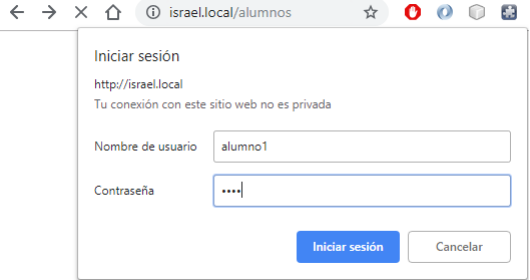 israel.local/alumnos
Iniciar sesión
http://israel.local
Tu conexión con este sitio web no es privada
Nombre de usuario alumno1
Contraseña ••••
Iniciar sesión Cancelar